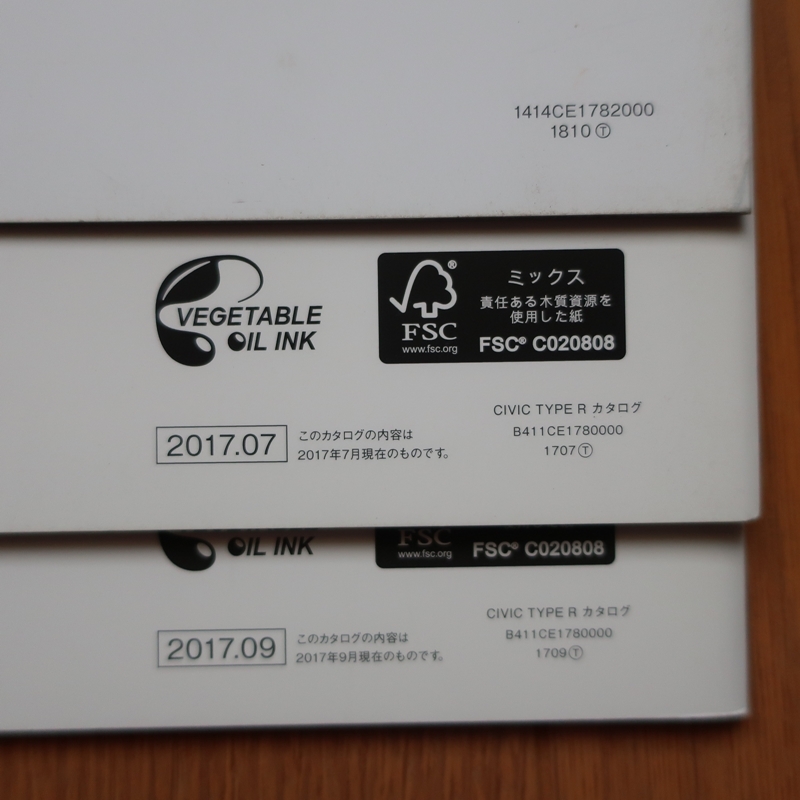 1414CE1782000
1810Ⓣ
VEGETABLE
OIL INK
FSC
www.fsc.org
ミックス
責任ある木質資源を
使用した紙
FSC® C020808
2017.07
このカタログの内容は
2017年7月現在のものです。
CIVIC TYPE R カタログ
B411CE1780000
1707Ⓣ
OIL INK
FSC
www.fsc.org
FSC® C020808
2017.09
このカタログの内容は
2017年9月現在のものです。
CIVIC TYPE R カタログ
B411CE1780000
1709Ⓣ